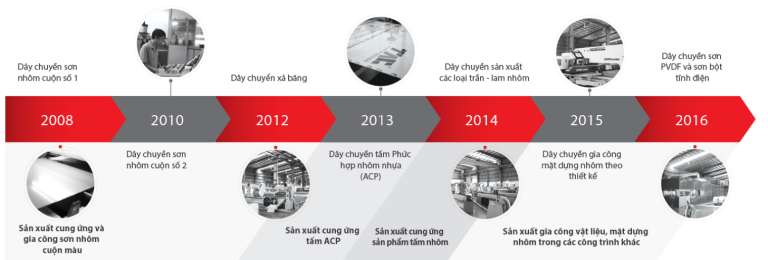 Dây chuyền sơn
nhôm cuộn số 1
Dây chuyền xả băng
Dây chuyền sản xuất
các loại trần - lam nhôm
Dây chuyền sơn
PVDF và sơn bột
tĩnh điện
2008
2010
2012
2013
2014
2015
2016
Dây chuyền sơn
nhôm cuộn số 2
Dây chuyền tấm Phức
hợp nhôm nhựa
(ACP)
Dây chuyền gia công
mặt dựng nhôm theo
thiết kế
Sản xuất cung ứng và
gia công sơn nhôm
cuộn màu
Sản xuất cung ứng
tấm ACP
Sản xuất cung ứng
sản phẩm tấm nhôm
Sản xuất gia công vật liệu, mặt dựng
nhôm trong các công trình khác